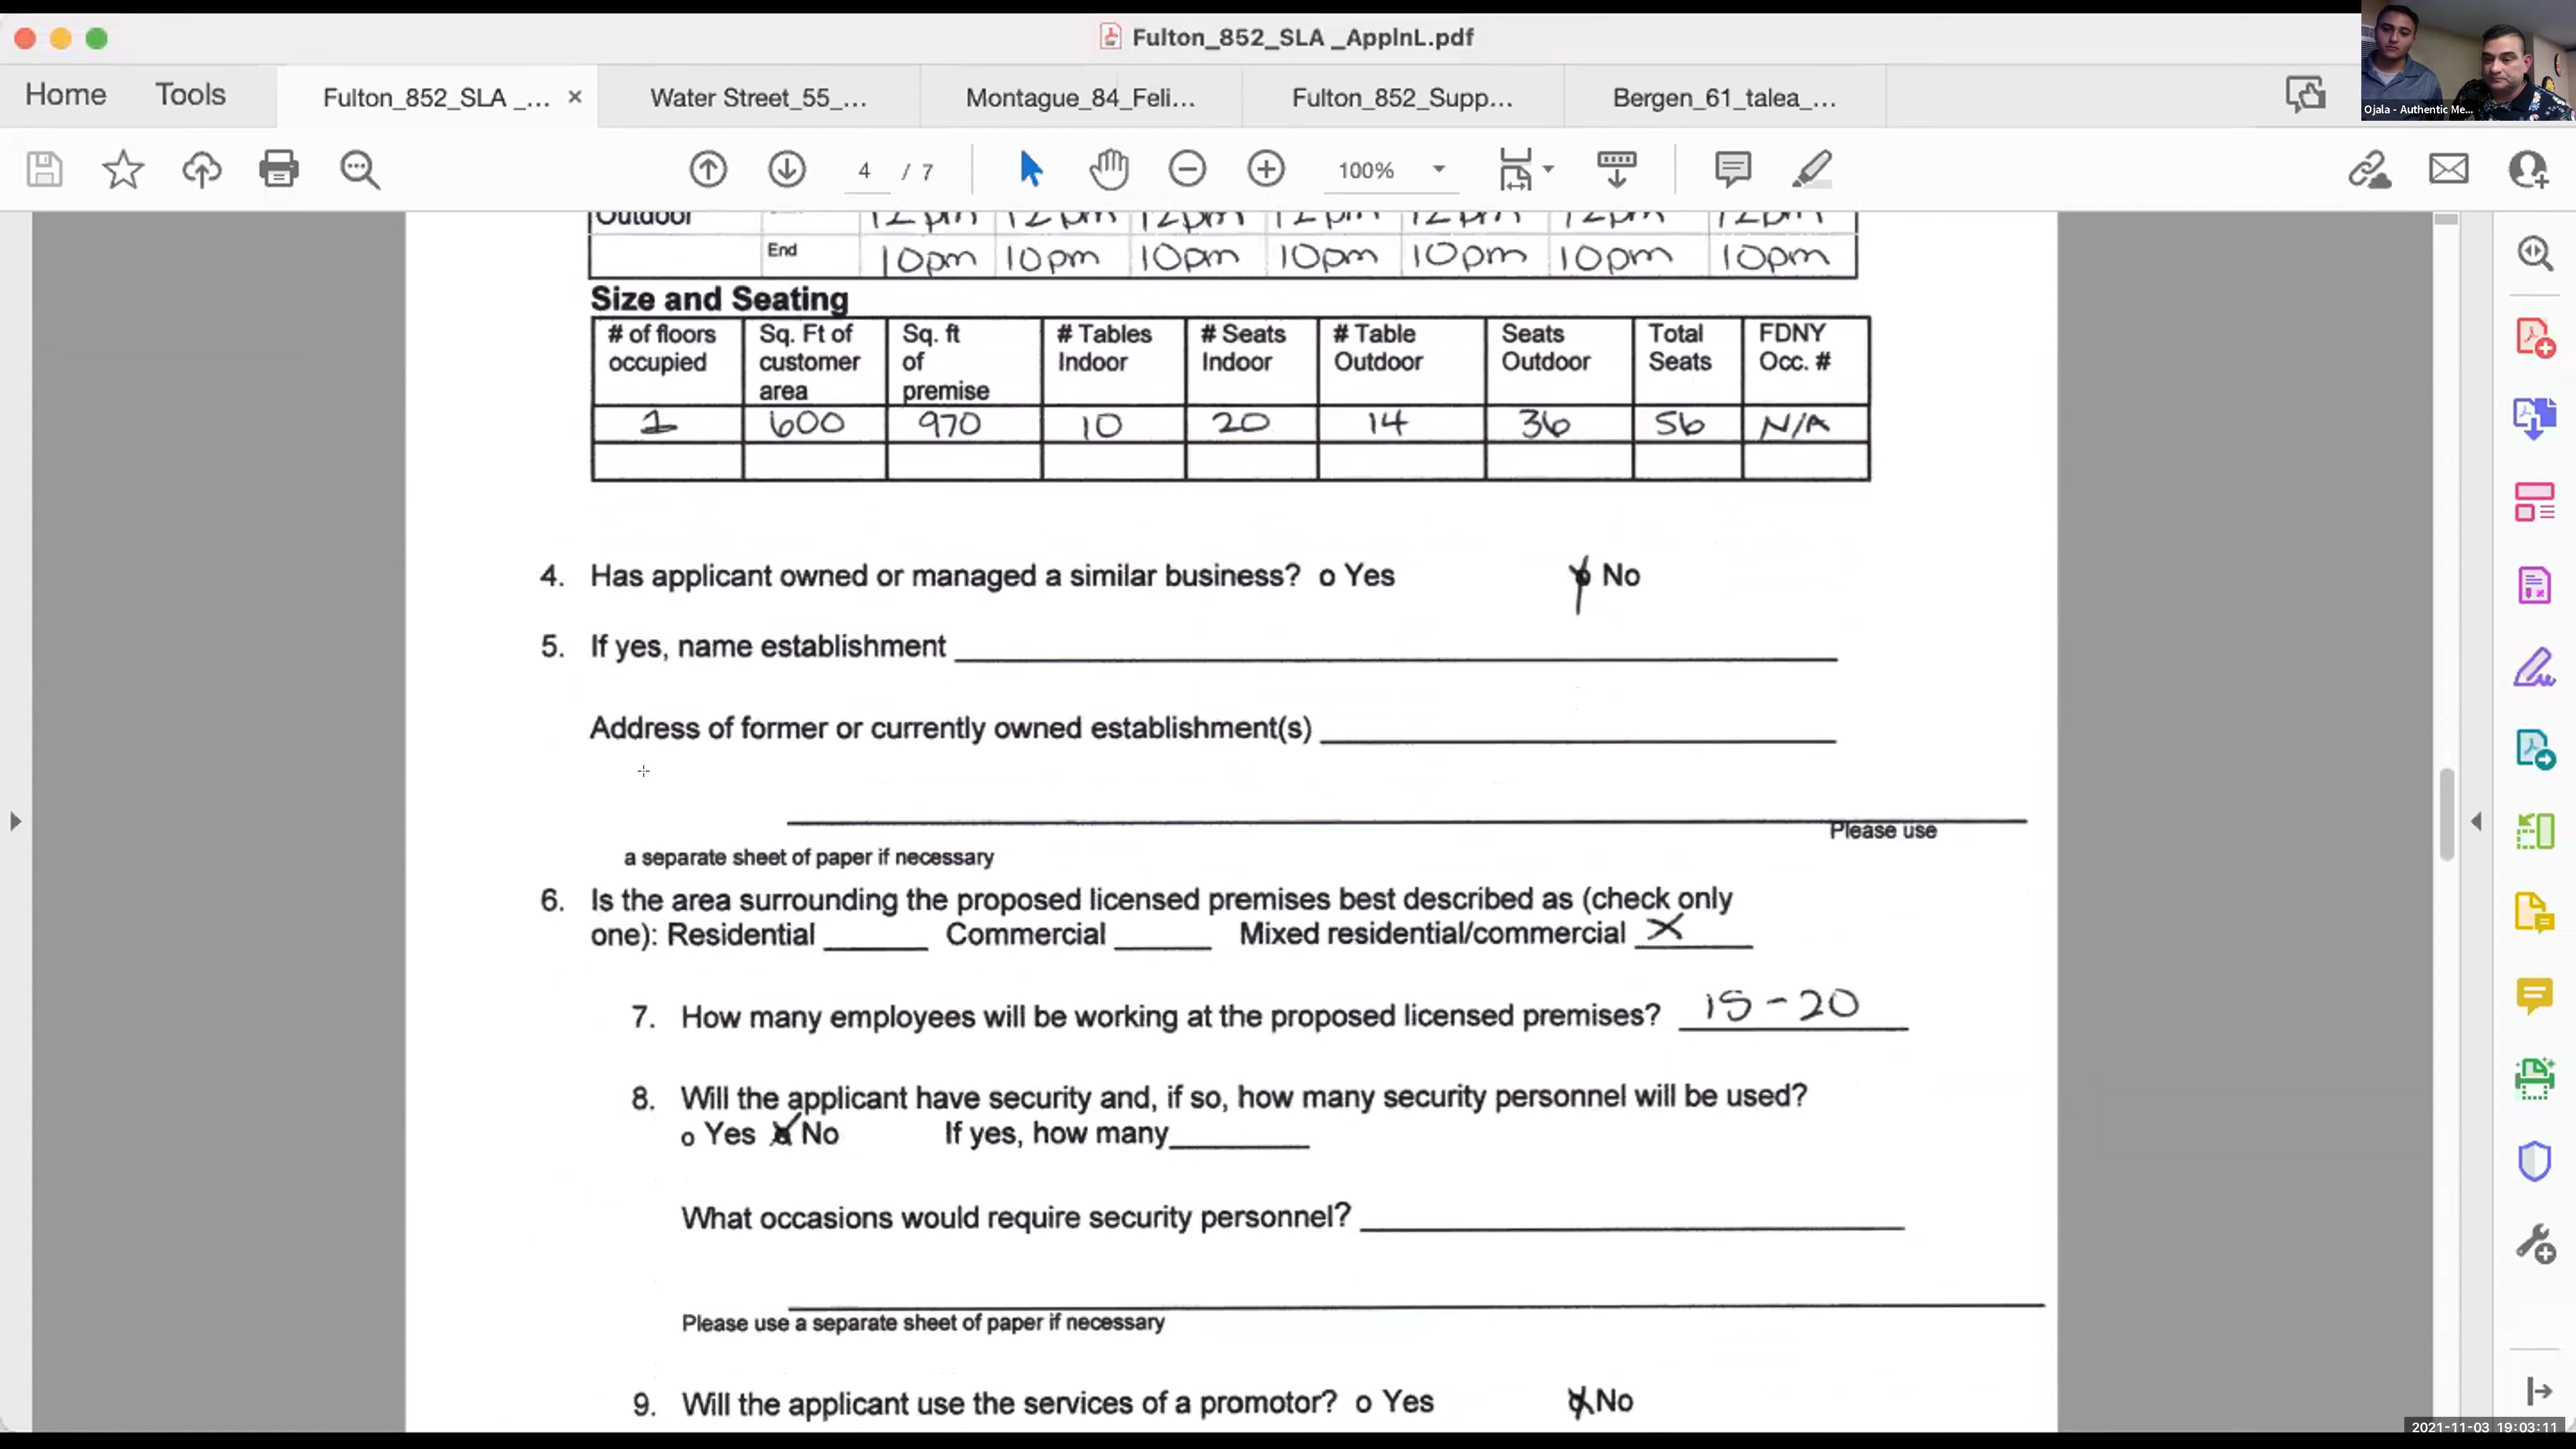 Fulton_852_SLA _AppInL.pdf
Home Tools Fulton_852_SLA _... × Water Street_55_... Montague_84_Feli... Fulton_852_Supp... Bergen_61_talea_...
Ojala - Authentic Me...
4 / 7 100%
Outdoor 12pm 12pm 12pm 12pm 12pm 12pm 12pm
End 10pm 10pm 10pm 10pm 10pm 10pm 10pm
Size and Seating
# of floors occupied Sq. Ft of customer area Sq. ft of premise # Tables Indoor # Seats Indoor # Table Outdoor Seats Outdoor Total Seats FDNY Occ. #
1 600 970 10 20 14 36 56 N/A
4. Has applicant owned or managed a similar business? o Yes No
5. If yes, name establishment
Address of former or currently owned establishment(s)
Please use
a separate sheet of paper if necessary
6. Is the area surrounding the proposed licensed premises best described as (check only
one): Residential Commercial Mixed residential/commercial X
7. How many employees will be working at the proposed licensed premises? 15-20
8. Will the applicant have security and, if so, how many security personnel will be used?
o Yes No If yes, how many
What occasions would require security personnel?
Please use a separate sheet of paper if necessary
9. Will the applicant use the services of a promotor? o Yes No
2021-11-03 19:03:11